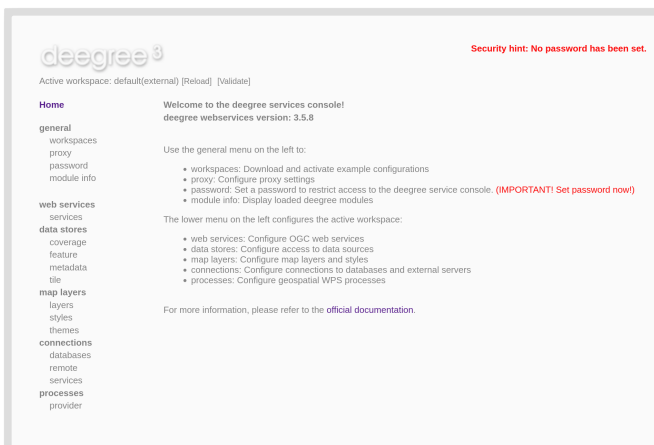 deegree 3
Security hint: No password has been set.
Active workspace: default(external) [Reload] [Validate]
Home
general
workspaces
proxy
password
module info
web services
services
data stores
coverage
feature
metadata
tile
map layers
layers
styles
themes
connections
databases
remote
services
processes
provider
Welcome to the deegree services console!
deegree webservices version: 3.5.8
Use the general menu on the left to:
• workspaces: Download and activate example configurations
• proxy: Configure proxy settings
• password: Set a password to restrict access to the deegree service console. (IMPORTANT! Set password now!)
• module info: Display loaded deegree modules
The lower menu on the left configures the active workspace:
• web services: Configure OGC web services
• data stores: Configure access to data sources
• map layers: Configure map layers and styles
• connections: Configure connections to databases and external servers
• processes: Configure geospatial WPS processes
For more information, please refer to the official documentation.